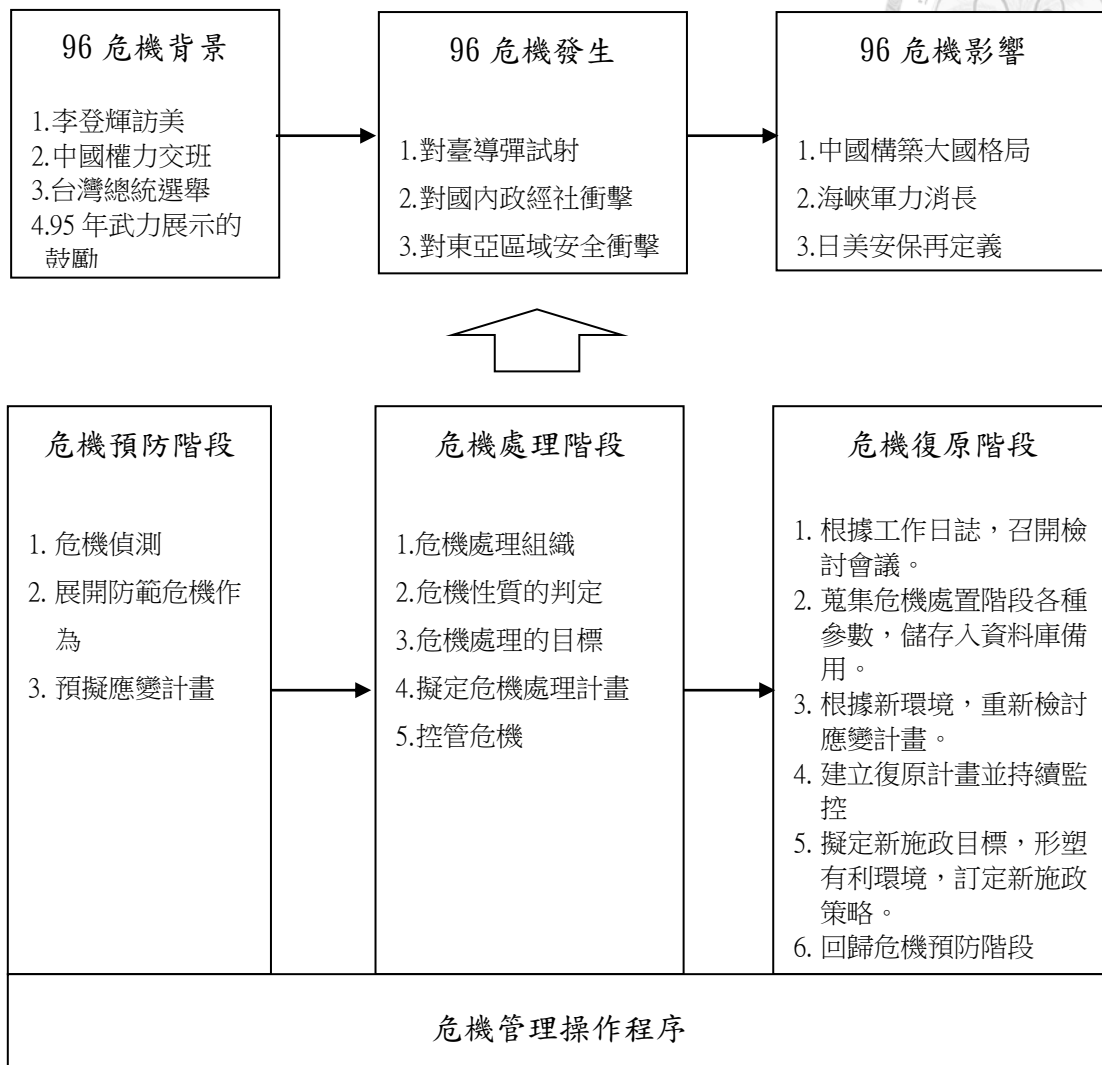 96 危機背景
1.李登輝訪美
2.中國權力交班
3.台灣總統選舉
4.95 年武力展示的
鼓勵
96 危機發生
1.對臺導彈試射
2.對國內政經社衝擊
3.對東亞區域安全衝擊
96 危機影響
1.中國構築大國格局
2.海峽軍力消長
3.日美安保再定義
危機預防階段
1. 危機偵測
2. 展開防範危機作
為
3. 預擬應變計畫
危機處理階段
1.危機處理組織
2.危機性質的判定
3.危機處理的目標
4.擬定危機處理計畫
5.控管危機
危機復原階段
1. 根據工作日誌，召開檢
討會議。
2. 蒐集危機處置階段各種
參數，儲存入資料庫備
用。
3. 根據新環境，重新檢討
應變計畫。
4. 建立復原計畫並持續監
控
5. 擬定新施政目標，形塑
有利環境，訂定新施政
策略。
6. 回歸危機預防階段
危機管理操作程序